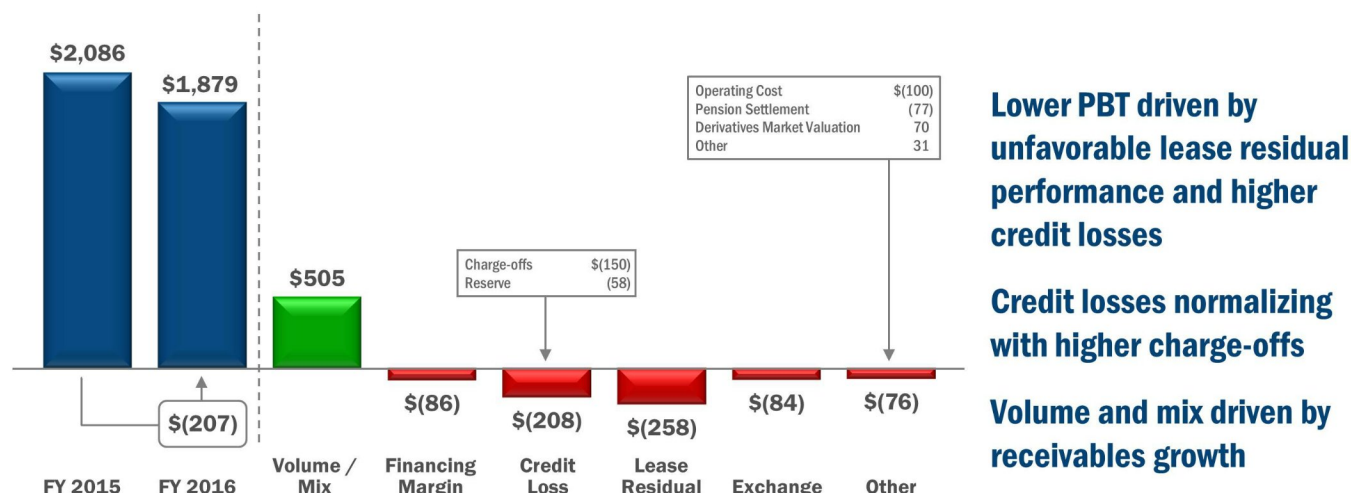 $2,086
$1,879
$505
$(207)
$(86)
$(208)
$(258)
$(84)
$(76)
Charge-offs $(150)
Reserve (58)
Operating Cost $(100)
Pension Settlement (77)
Derivatives Market Valuation 70
Other 31
FY 2015
FY 2016
Volume /
Mix
Financing
Margin
Credit
Loss
Lease
Residual
Exchange
Other
Lower PBT driven by
unfavorable lease residual
performance and higher
credit losses
Credit losses normalizing
with higher charge-offs
Volume and mix driven by
receivables growth